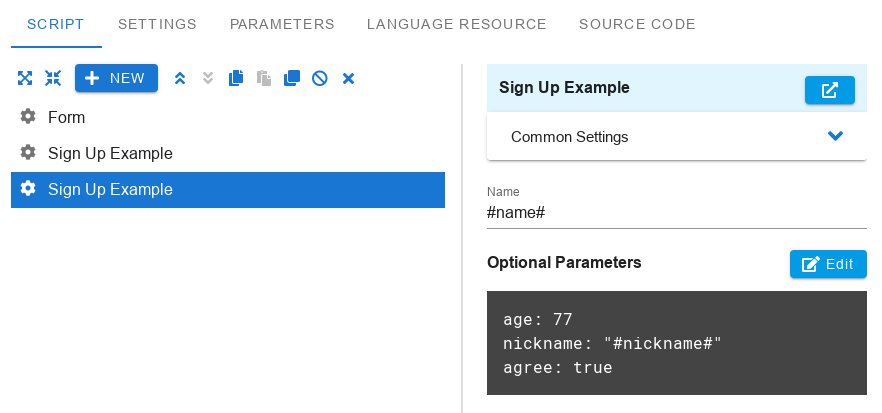 SCRIPT SETTINGS PARAMETERS LANGUAGE RESOURCE SOURCE CODE
NEW
Form
Sign Up Example
Sign Up Example
Sign Up Example
Common Settings
Name
#name#
Optional Parameters
Edit
age: 77
nickname: "#nickname#"
agree: true